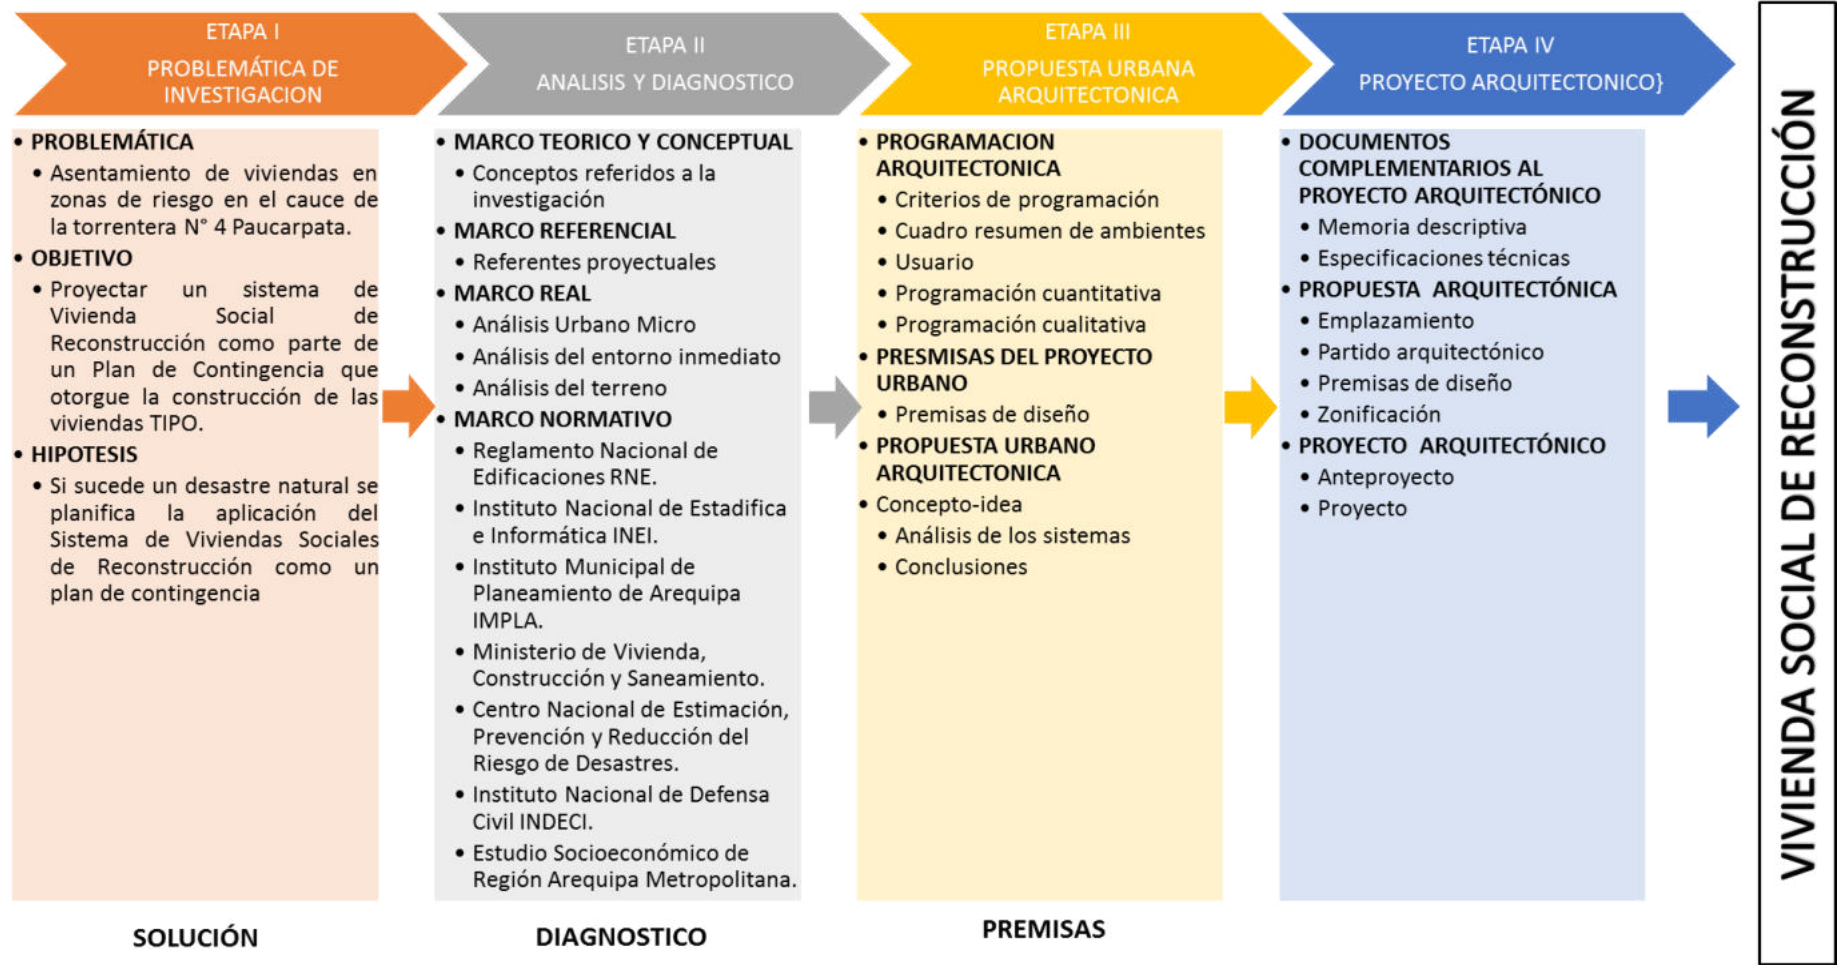 ETAPA I
PROBLEMÁTICA DE
INVESTIGACION
• PROBLEMÁTICA
• Asentamiento de viviendas en
zonas de riesgo en el cauce de
la torrentera N° 4 Paucarpata.
• OBJETIVO
• Proyectar un sistema de
Vivienda Social de
Reconstrucción como parte de
un Plan de Contingencia que
otorgue la construcción de las
viviendas TIPO.
• HIPOTESIS
• Si sucede un desastre natural se
planifica la aplicación del
Sistema de Viviendas Sociales
de Reconstrucción como un
plan de contingencia
SOLUCIÓN
ETAPA II
ANALISIS Y DIAGNOSTICO
• MARCO TEORICO Y CONCEPTUAL
• Conceptos referidos a la
investigación
• MARCO REFERENCIAL
• Referentes proyectuales
• MARCO REAL
• Análisis Urbano Micro
• Análisis del entorno inmediato
• Análisis del terreno
• MARCO NORMATIVO
• Reglamento Nacional de
Edificaciones RNE.
• Instituto Nacional de Estadifica
e Informática INEI.
• Instituto Municipal de
Planeamiento de Arequipa
IMPLA.
• Ministerio de Vivienda,
Construcción y Saneamiento.
• Centro Nacional de Estimación,
Prevención y Reducción del
Riesgo de Desastres.
• Instituto Nacional de Defensa
Civil INDECI.
• Estudio Socioeconómico de
Región Arequipa Metropolitana.
DIAGNOSTICO
ETAPA III
PROPUESTA URBANA
ARQUITECTONICA
• PROGRAMACION
ARQUITECTONICA
• Criterios de programación
• Cuadro resumen de ambientes
• Usuario
• Programación cuantitativa
• Programación cualitativa
• PRESMISAS DEL PROYECTO
URBANO
• Premisas de diseño
• PROPUESTA URBANO
ARQUITECTONICA
• Concepto-idea
• Análisis de los sistemas
• Conclusiones
PREMISAS
ETAPA IV
PROYECTO ARQUITECTONICO}
• DOCUMENTOS
COMPLEMENTARIOS AL
PROYECTO ARQUITECTÓNICO
• Memoria descriptiva
• Especificaciones técnicas
• PROPUESTA ARQUITECTÓNICA
• Emplazamiento
• Partido arquitectónico
• Premisas de diseño
• Zonificación
• PROYECTO ARQUITECTÓNICO
• Anteproyecto
• Proyecto
VIVIENDA SOCIAL DE RECONSTRUCCIÓN